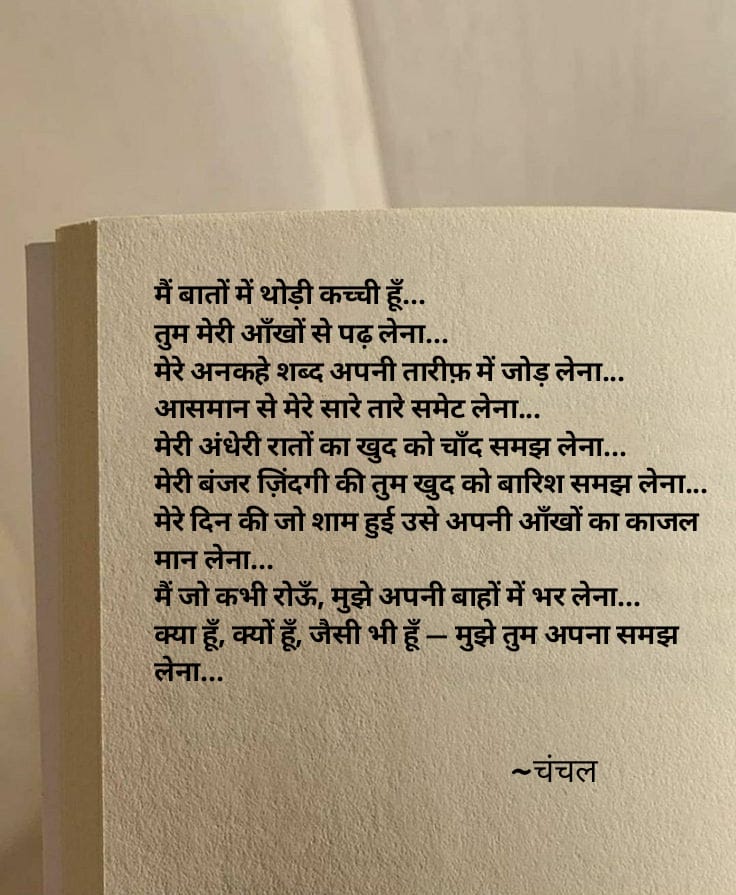 मैं बातों में थोड़ी कच्ची हूँ...
तुम मेरी आँखों से पढ़ लेना...
मेरे अनकहे शब्द अपनी तारीफ़ में जोड़ लेना...
आसमान से मेरे सारे तारे समेट लेना...
मेरी अंधेरी रातों का खुद को चाँद समझ लेना...
मेरी बंजर ज़िंदगी की तुम खुद को बारिश समझ लेना...
मेरे दिन की जो शाम हुई उसे अपनी आँखों का काजल
मान लेना...
मैं जो कभी रोऊँ, मुझे अपनी बाहों में भर लेना...
क्या हूँ, क्यों हूँ, जैसी भी हूँ — मुझे तुम अपना समझ
लेना...
~चंचल